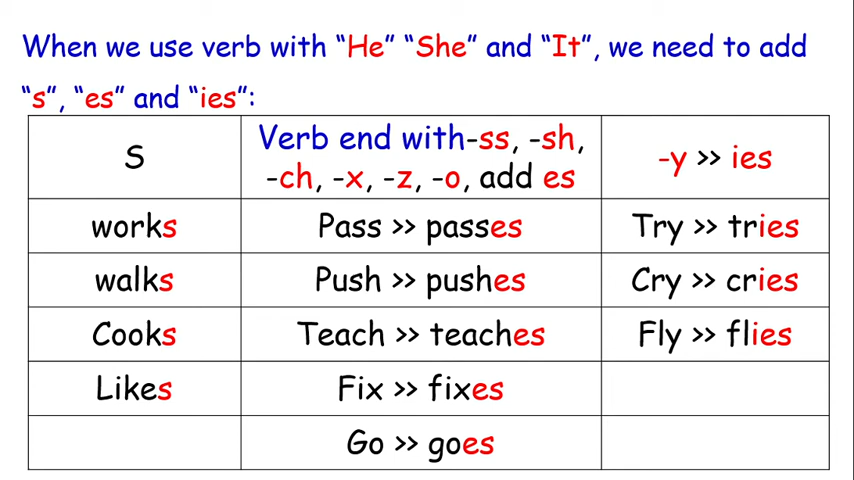 When we use verb with “He” “She” and “It”, we need to add
“s”, “es” and “ies”:
S
Verb end with-ss, -sh,
-ch, -x, -z, -o, add es
-y >> ies
works
Pass >> passes
Try >> tries
walks
Push >> pushes
Cry >> cries
Cooks
Teach >> teaches
Fly >> flies
Likes
Fix >> fixes
Go >> goes